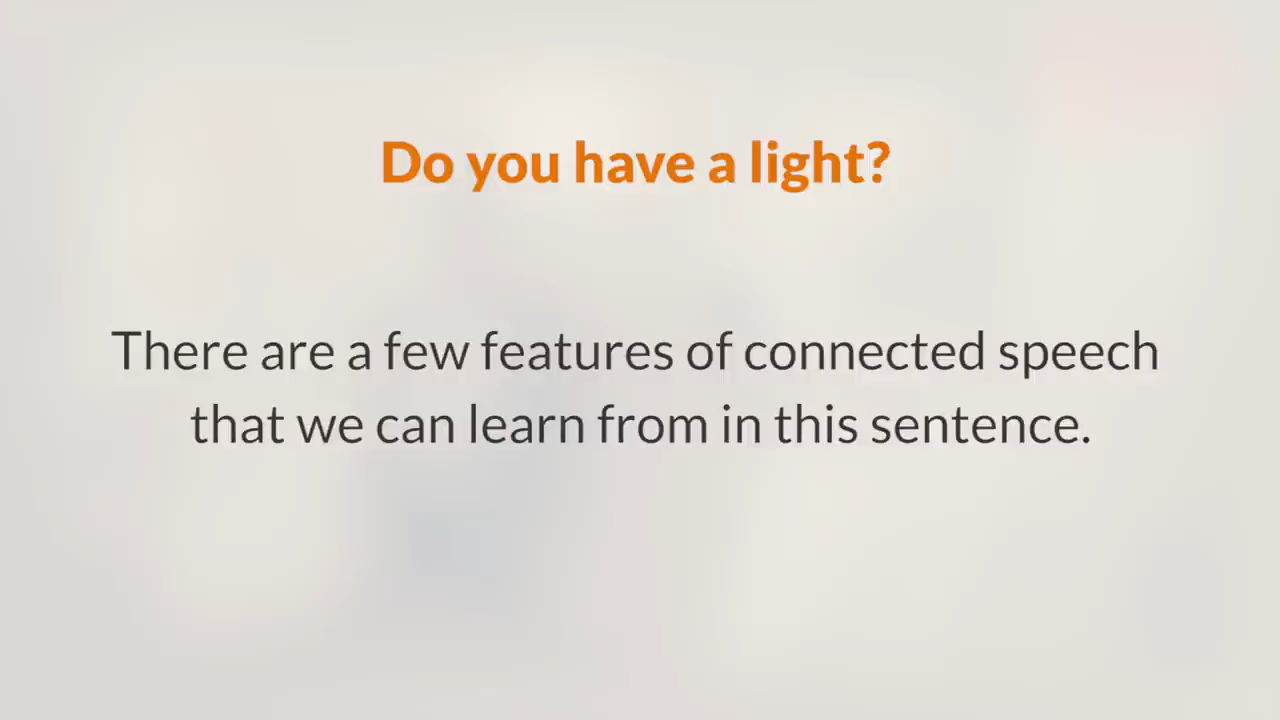 Do you have a light?
There are a few features of connected speech
that we can learn from in this sentence.